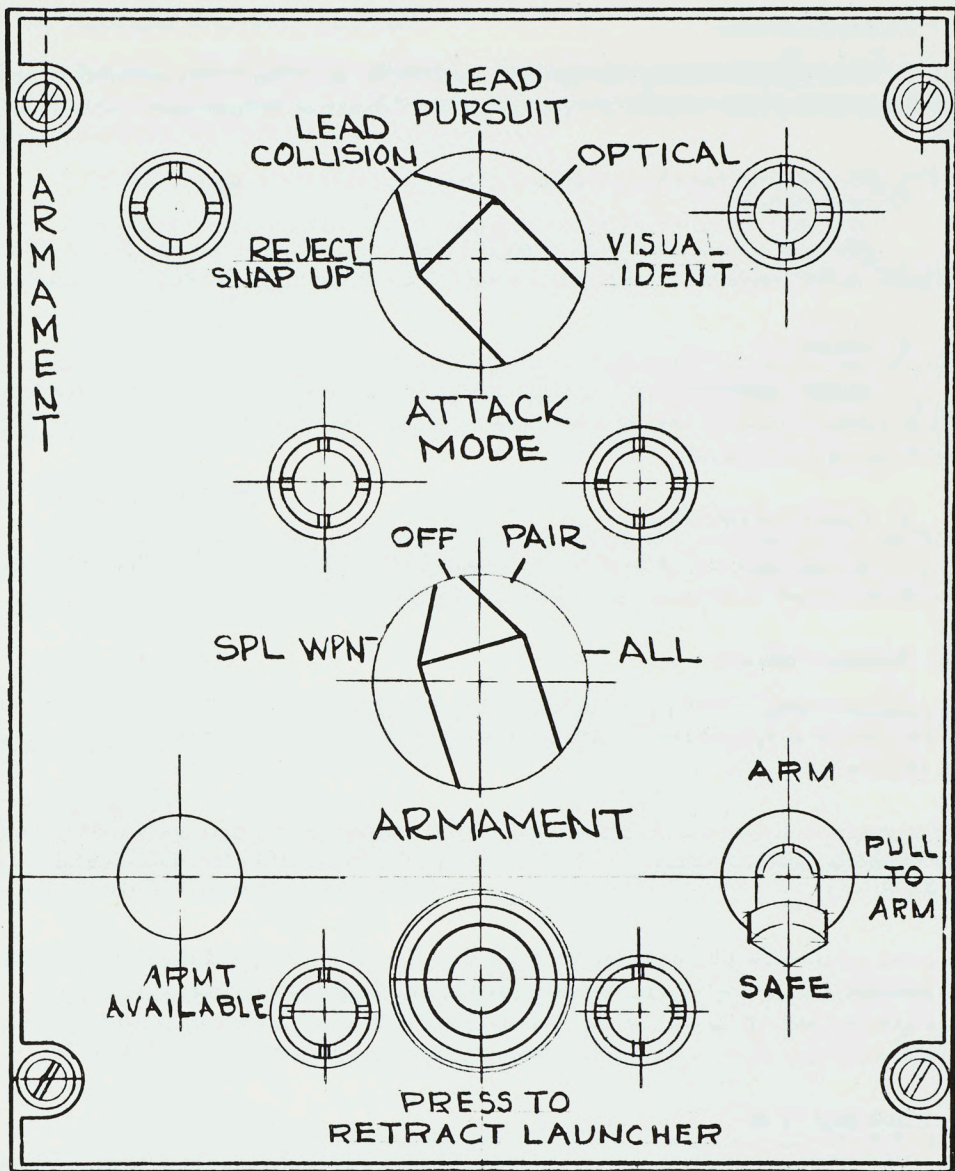 ARMAMENT
LEAD
PURSUIT
LEAD
COLLISION
OPTICAL
REJECT
SNAP UP
VISUAL
IDENT
ATTACK
MODE
OFF
PAIR
SPL WPN
ALL
ARMAMENT
ARM
PULL
TO
ARM
SAFE
ARMT
AVAILABLE
PRESS TO
RETRACT LAUNCHER